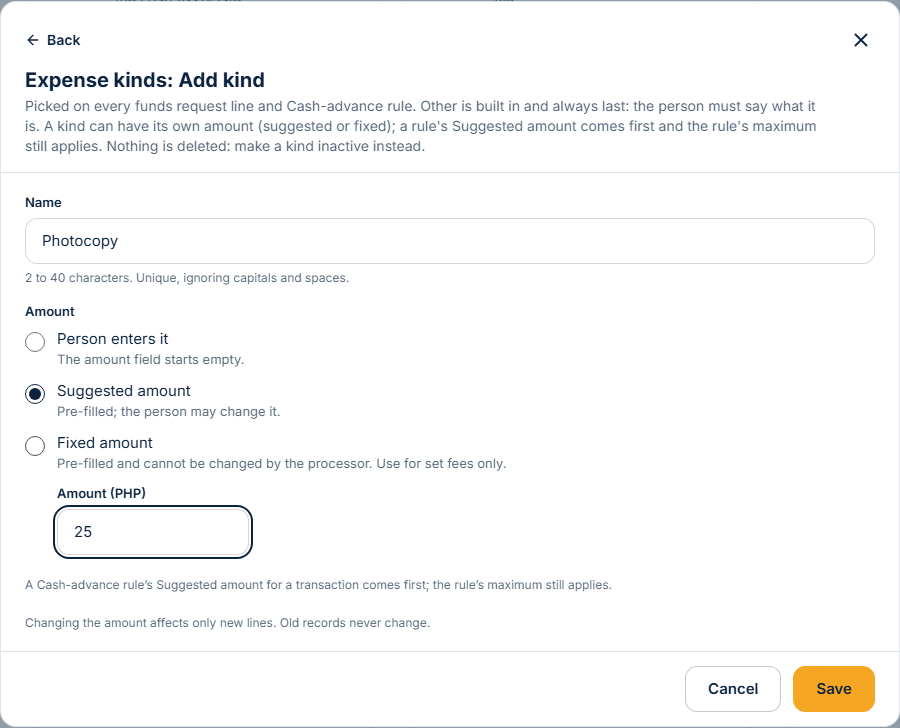 Back
Expense kinds: Add kind
Picked on every funds request line and Cash-advance rule. Other is built in and always last: the person must say what it
is. A kind can have its own amount (suggested or fixed); a rule's Suggested amount comes first and the rule's maximum
still applies. Nothing is deleted: make a kind inactive instead.
Name
Photocopy
2 to 40 characters. Unique, ignoring capitals and spaces.
Amount
Person enters it
The amount field starts empty.
Suggested amount
Pre-filled; the person may change it.
Fixed amount
Pre-filled and cannot be changed by the processor. Use for set fees only.
Amount (PHP)
25
A Cash-advance rule’s Suggested amount for a transaction comes first; the rule’s maximum still applies.
Changing the amount affects only new lines. Old records never change.
Cancel
Save